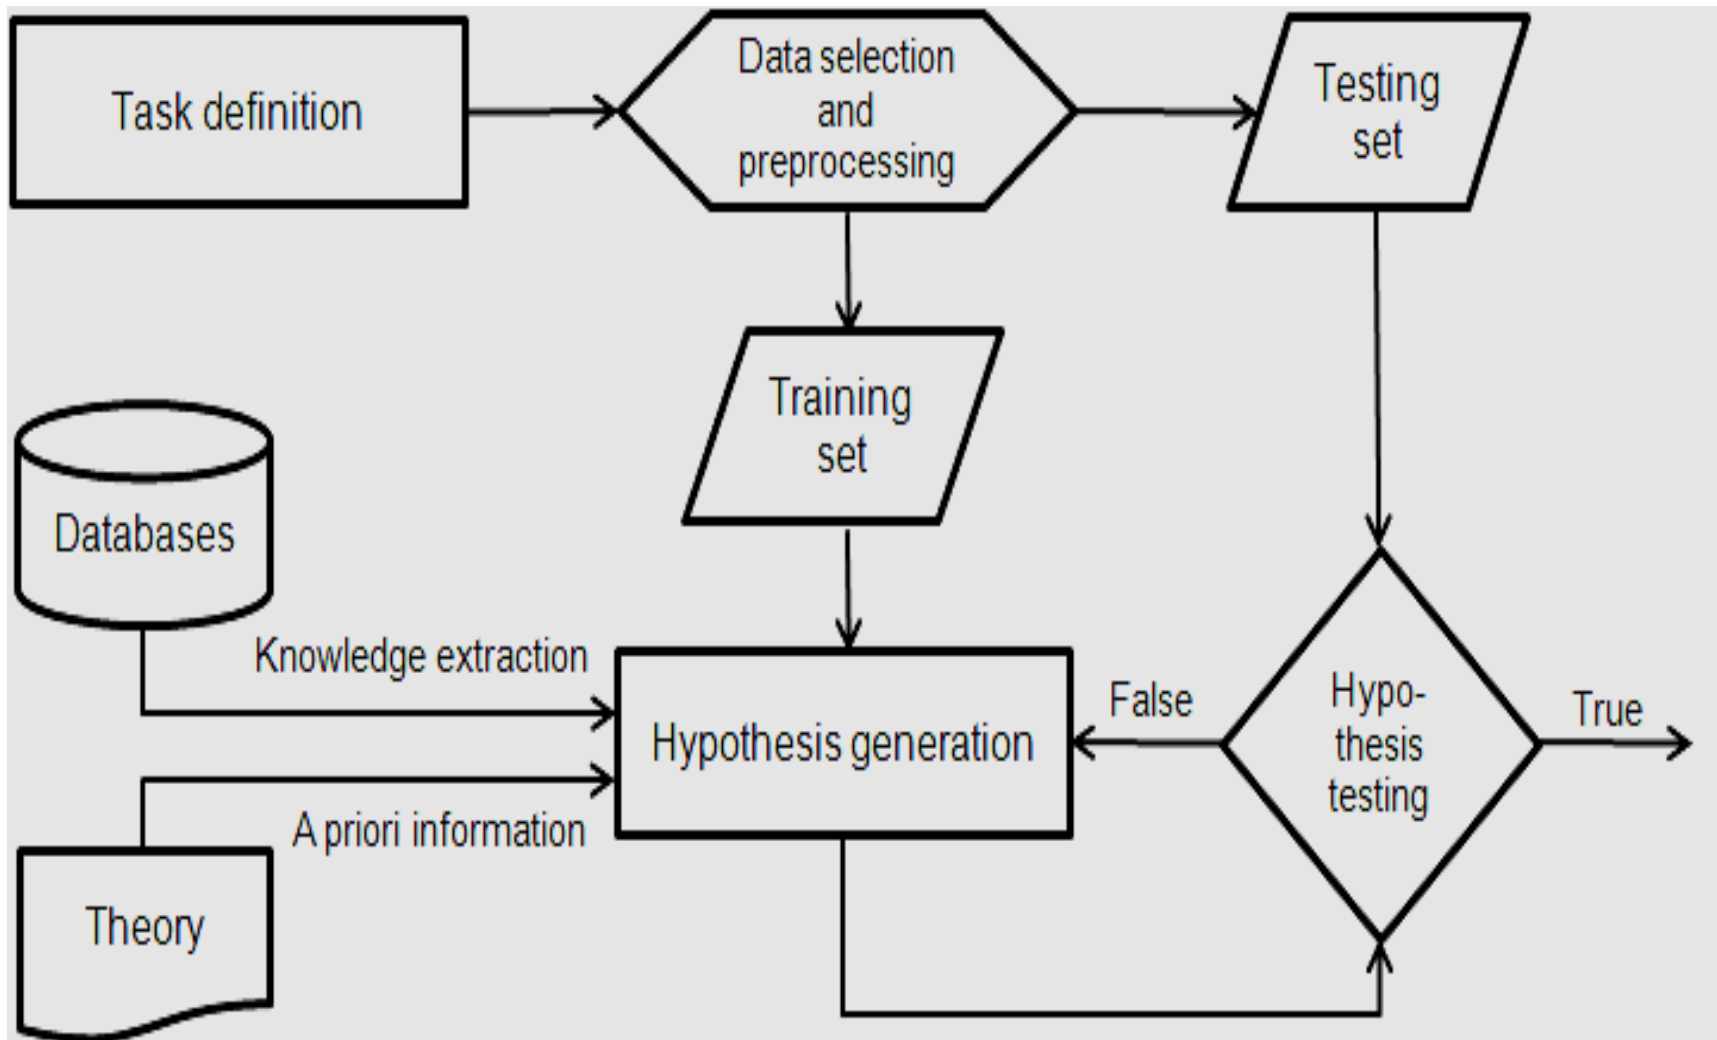 Task definition
Data selection
and
preprocessing
Testing
set
Training
set
Databases
Knowledge extraction
Hypothesis generation
False
Hypo-
thesis
testing
True
A priori information
Theory